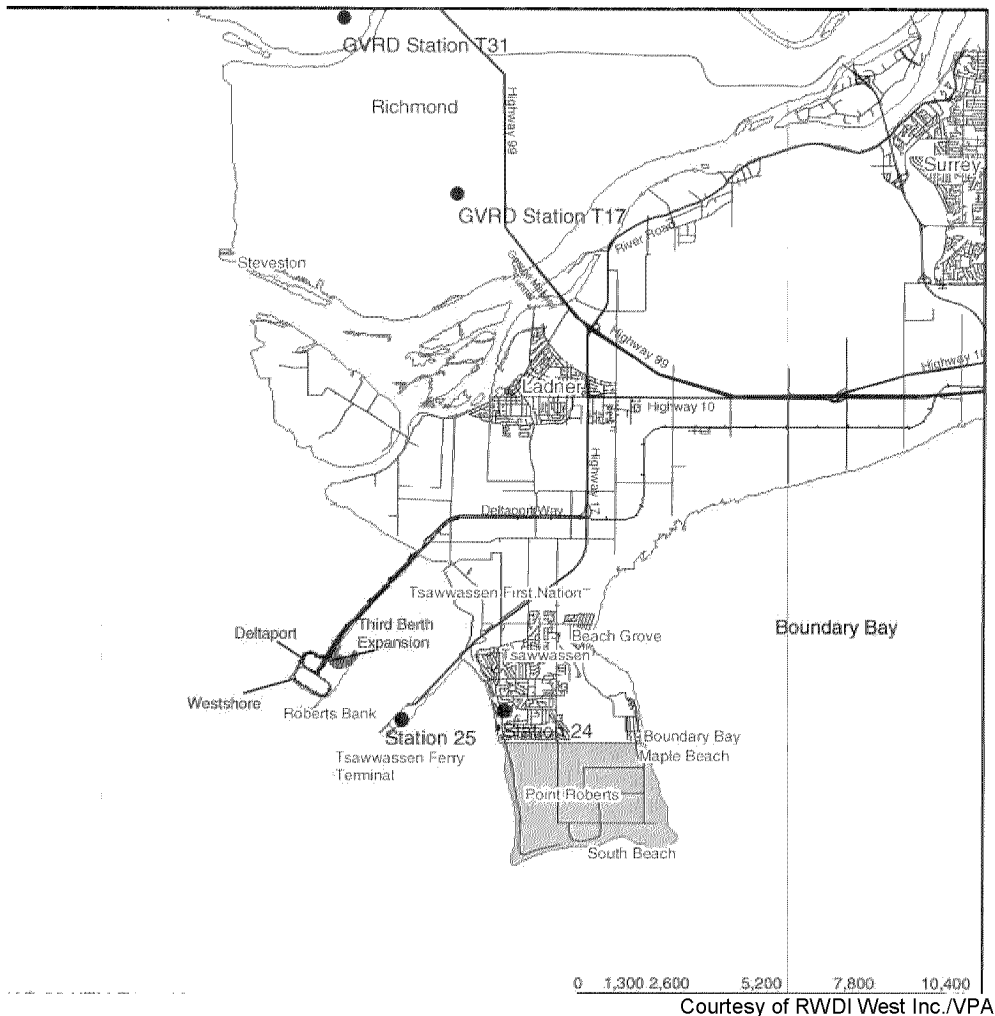 GVRD Station T31
Richmond
Highway 99
Surrey
GVRD Station T17
River Road
Steveston
Highway 99
Highway 10
Ladner
Highway 10
Highway 17
Deltaport Way
Tsawwassen First Nation
Third Berth
Expansion
Deltaport
Beach Grove
Boundary Bay
Tsawwassen
Westshore
Roberts Bank
Station 25
Station 24
Boundary Bay
Maple Beach
Tsawwassen Ferry
Terminal
Point Roberts
South Beach
0 1,300 2,600 5,200 7,800 10,400
Courtesy of RWDI West Inc./VPA